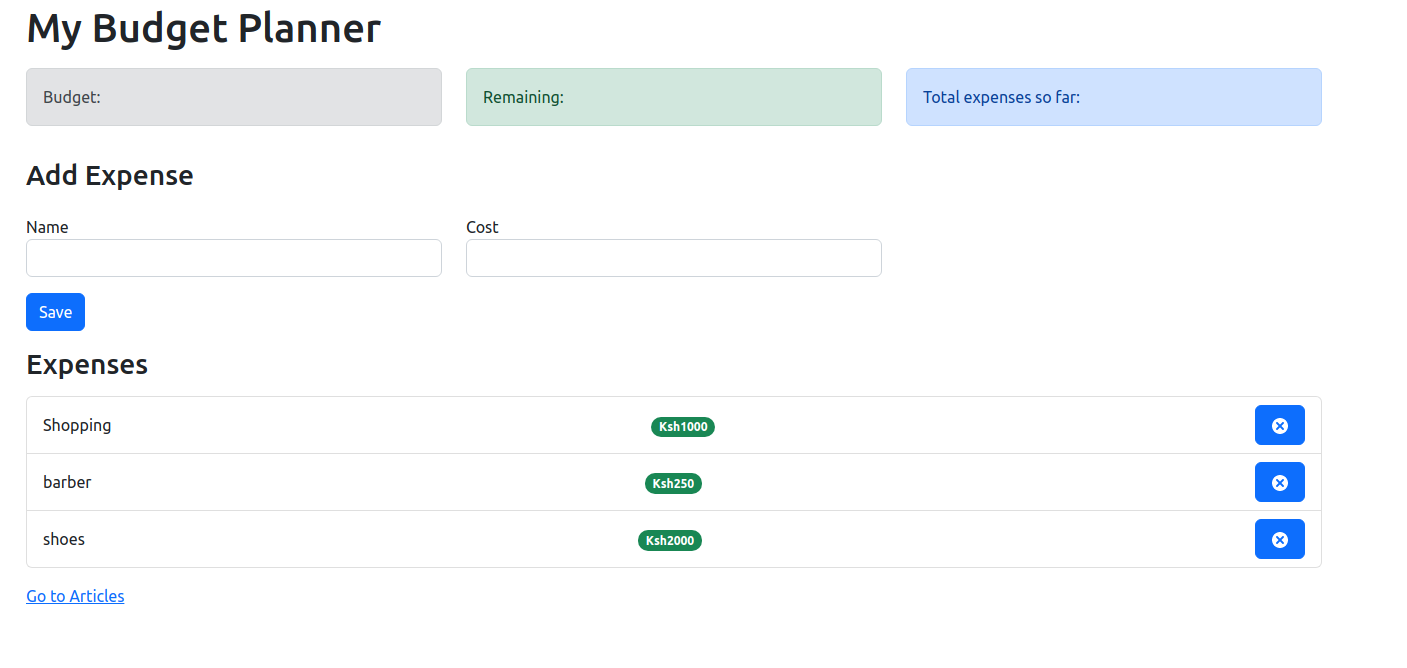 My Budget Planner
Budget: Remaining: Total expenses so far:
Add Expense
Name Cost
Save
Expenses
Shopping Ksh1000
barber Ksh250
shoes Ksh2000
Go to Articles